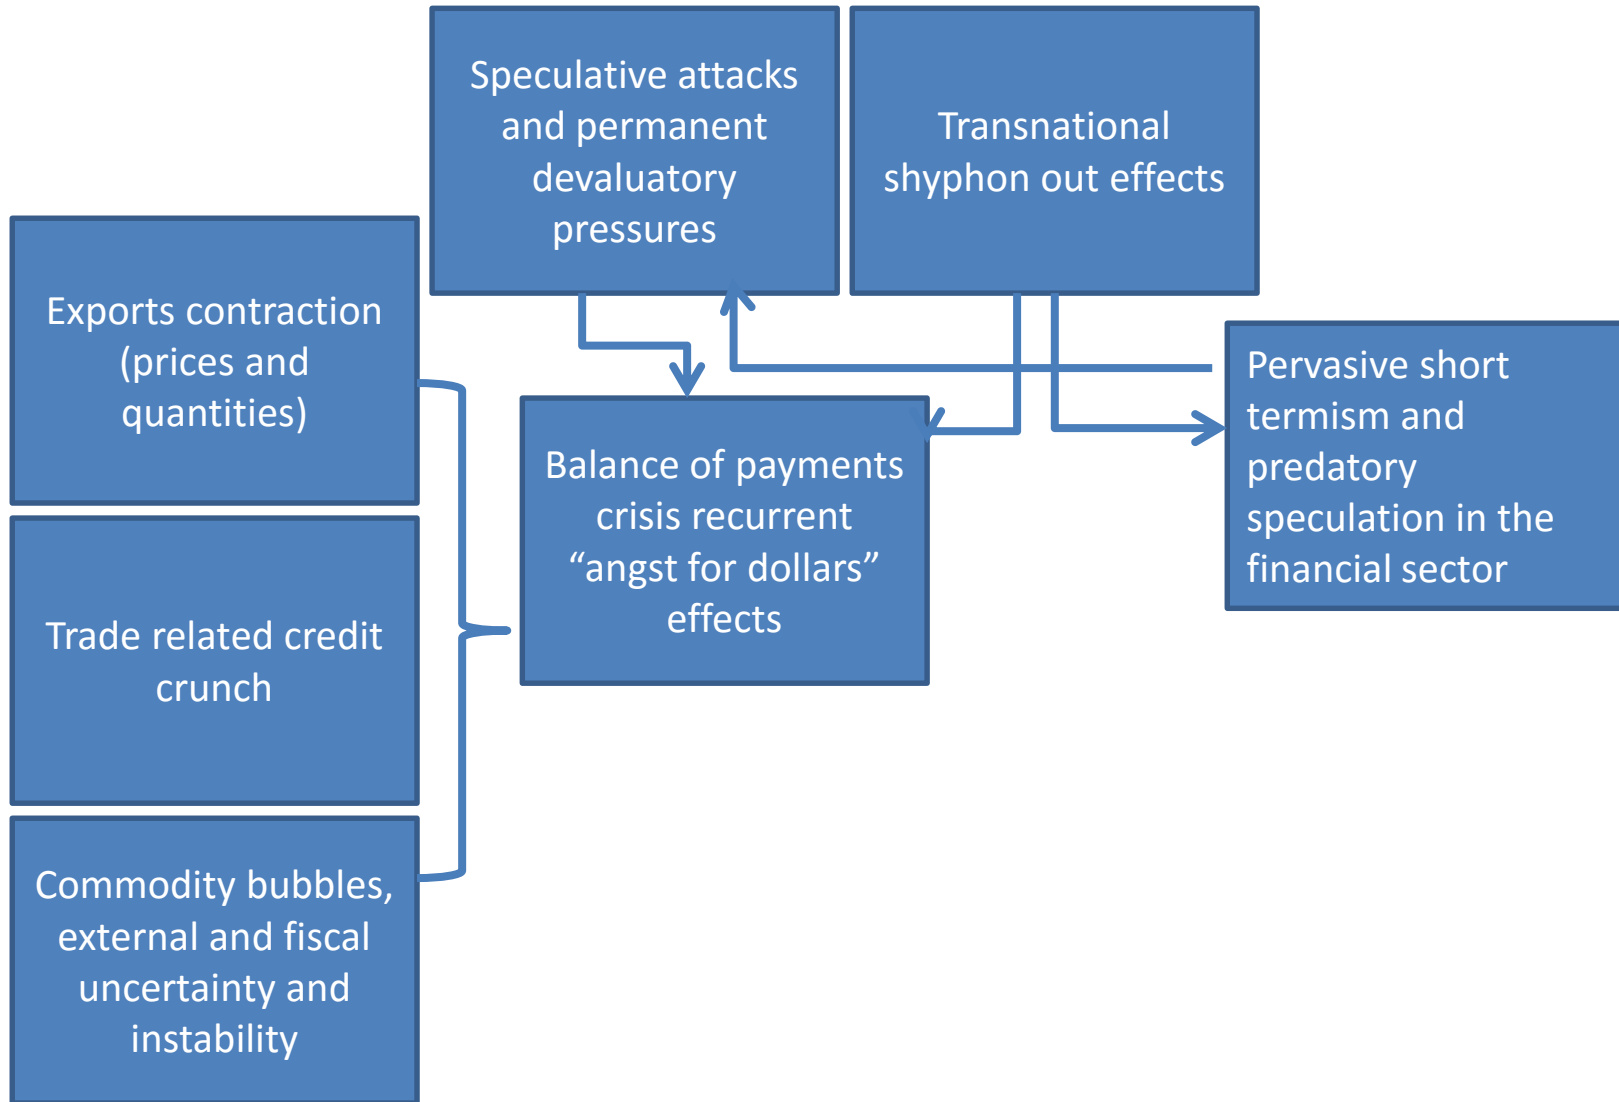 Speculative attacks
and permanent
devaluatory
pressures
Transnational
shyphon out effects
Exports contraction
(prices and
quantities)
Pervasive short
termism and
predatory
speculation in the
financial sector
Balance of payments
crisis recurrent
“angst for dollars”
effects
Trade related credit
crunch
Commodity bubbles,
external and fiscal
uncertainty and
instability